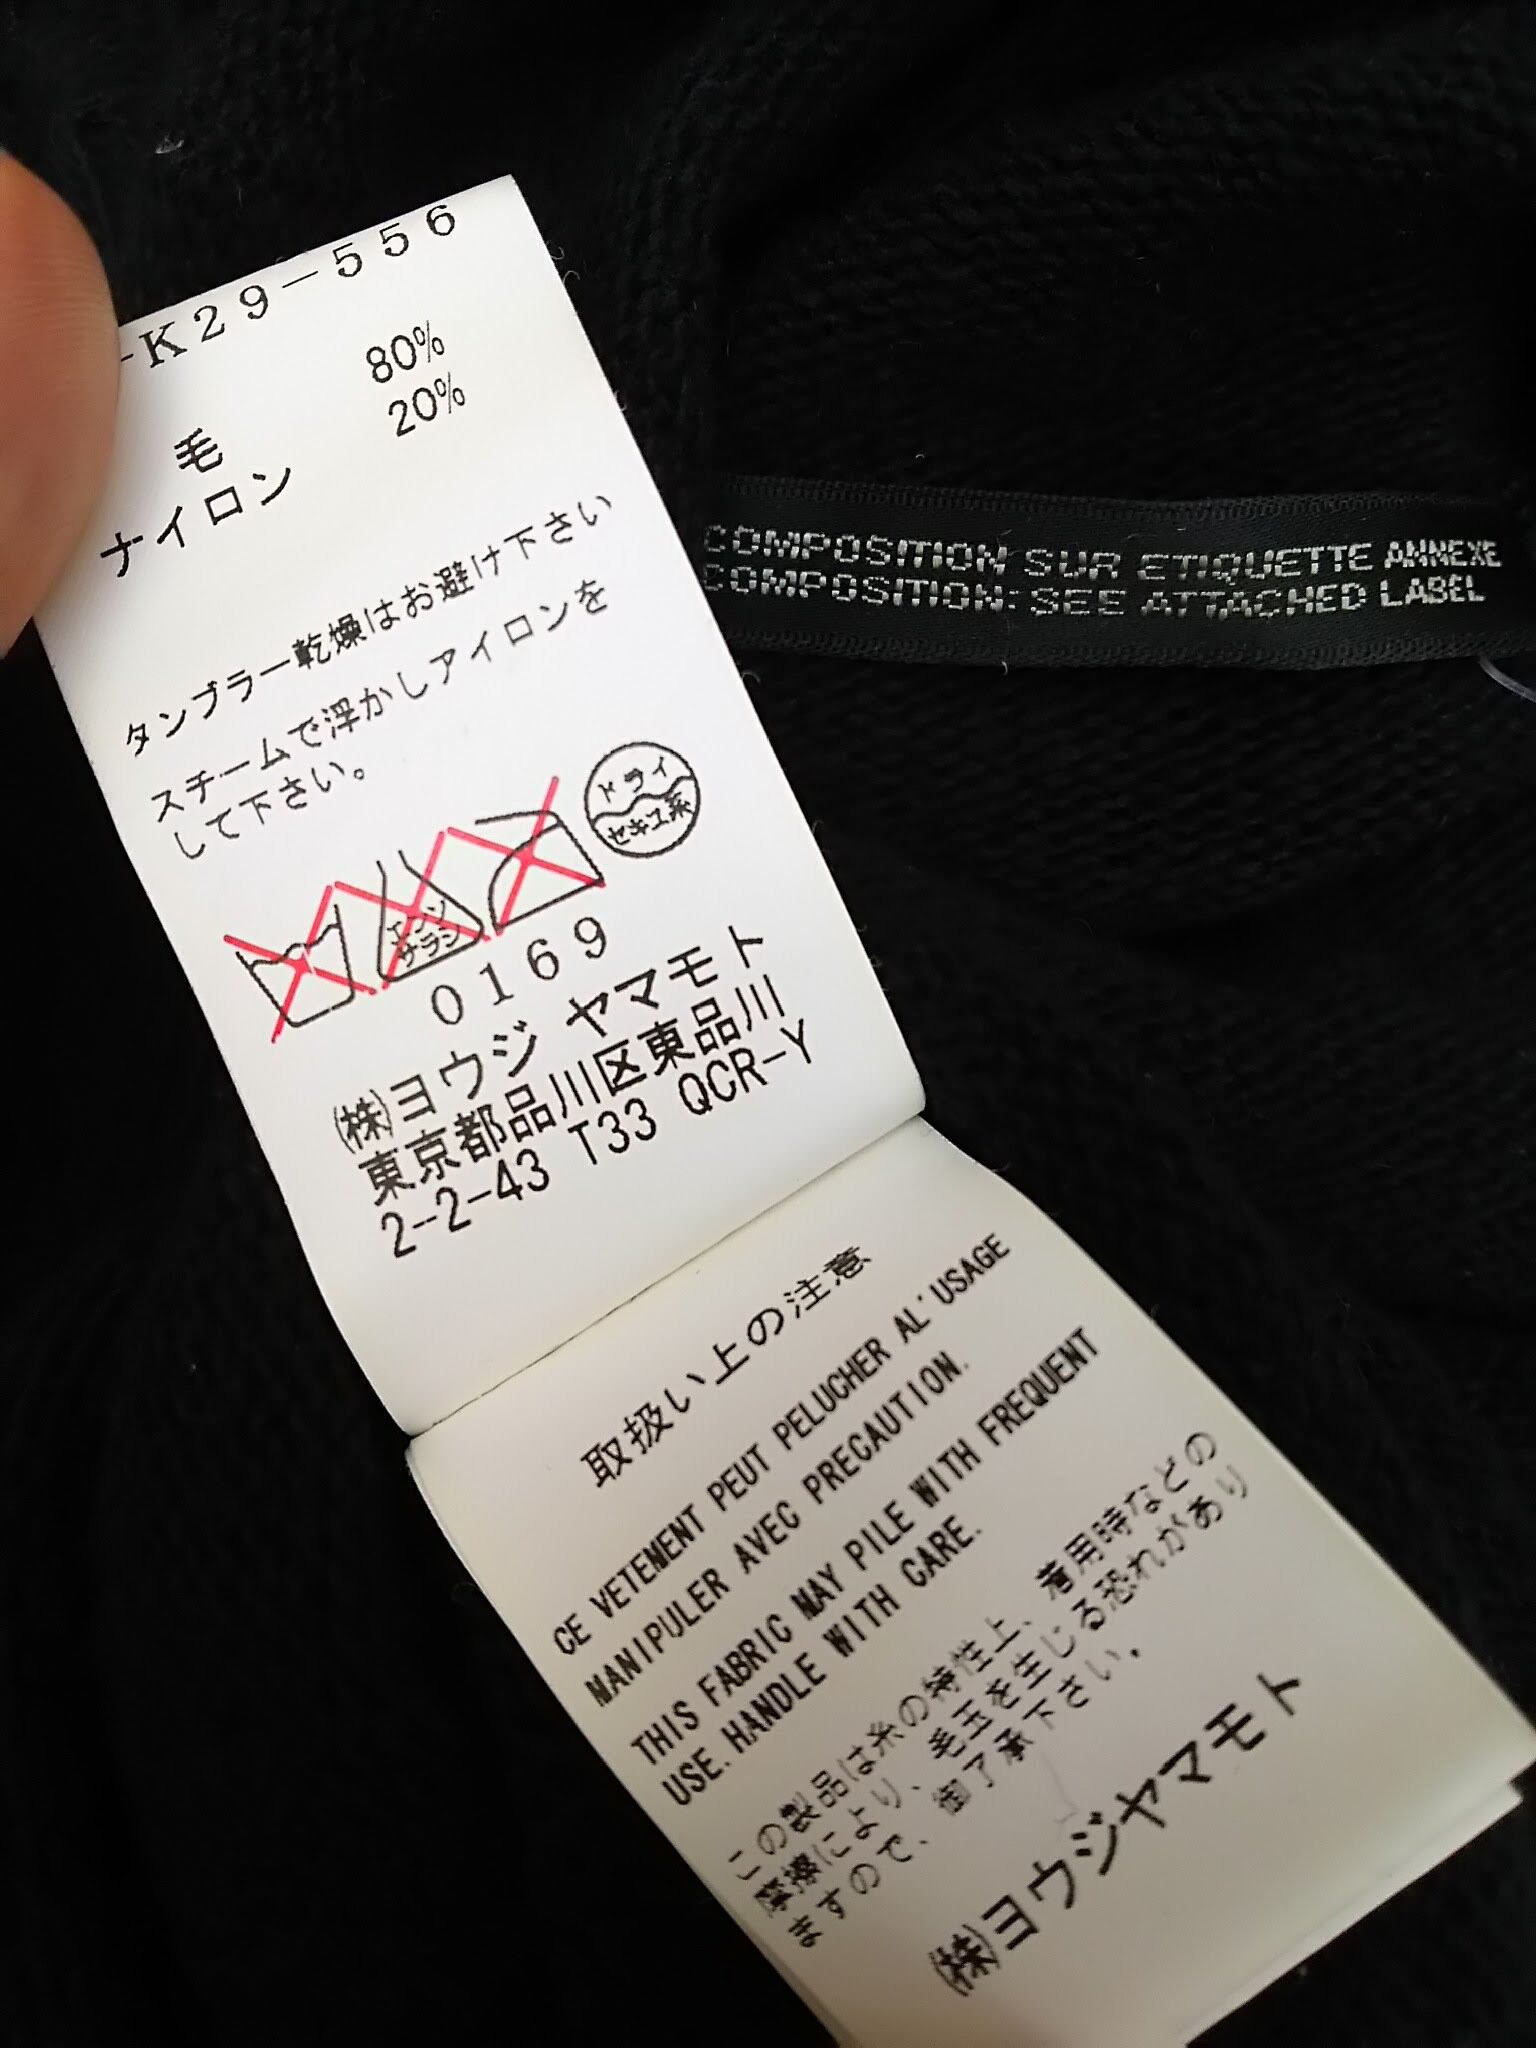 -K29-556
毛 80%
ナイロン 20%
タンブラー乾燥はお避け下さい
スチームで浮かしアイロンを
して下さい。
エンソ
サラシ
ドライ
セキユ系
0169
㈱ヨウジ ヤマモト
東京都品川区東品川
2-2-43 T33 QCR-Y
取扱い上の注意
CE VETEMENT PEUT PELUCHER AL'USAGE
MANIPULER AVEC PRECAUTION.
THIS FABRIC MAY PILE WITH FREQUENT
USE. HANDLE WITH CARE.
この製品は糸の特性上、着用時などの
摩擦により、毛玉を生じる恐れがあり
ますので、御了承下さい。
㈱ヨウジヤマモト
COMPOSITION SUR ETIQUETTE ANNEXE
COMPOSITION: SEE ATTACHED LABEL